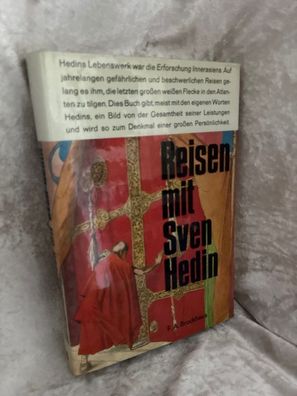 Hedins Lebenswerk war die Erforschung Innerasiens. Auf
jahrelangen gefährlichen und beschwerlichen Reisen ge-
lang es ihm, die letzten großen weißen Flecke in den Atlan-
ten zu tilgen. Dies Buch gibt, meist mit den eigenen Worten
Hedins, ein Bild von der Gesamtheit seiner Leistungen
und wird so zum Denkmal einer großen Persönlichkeit.
Reisen
mit
Sven
Hedin
F. A. Brockhaus